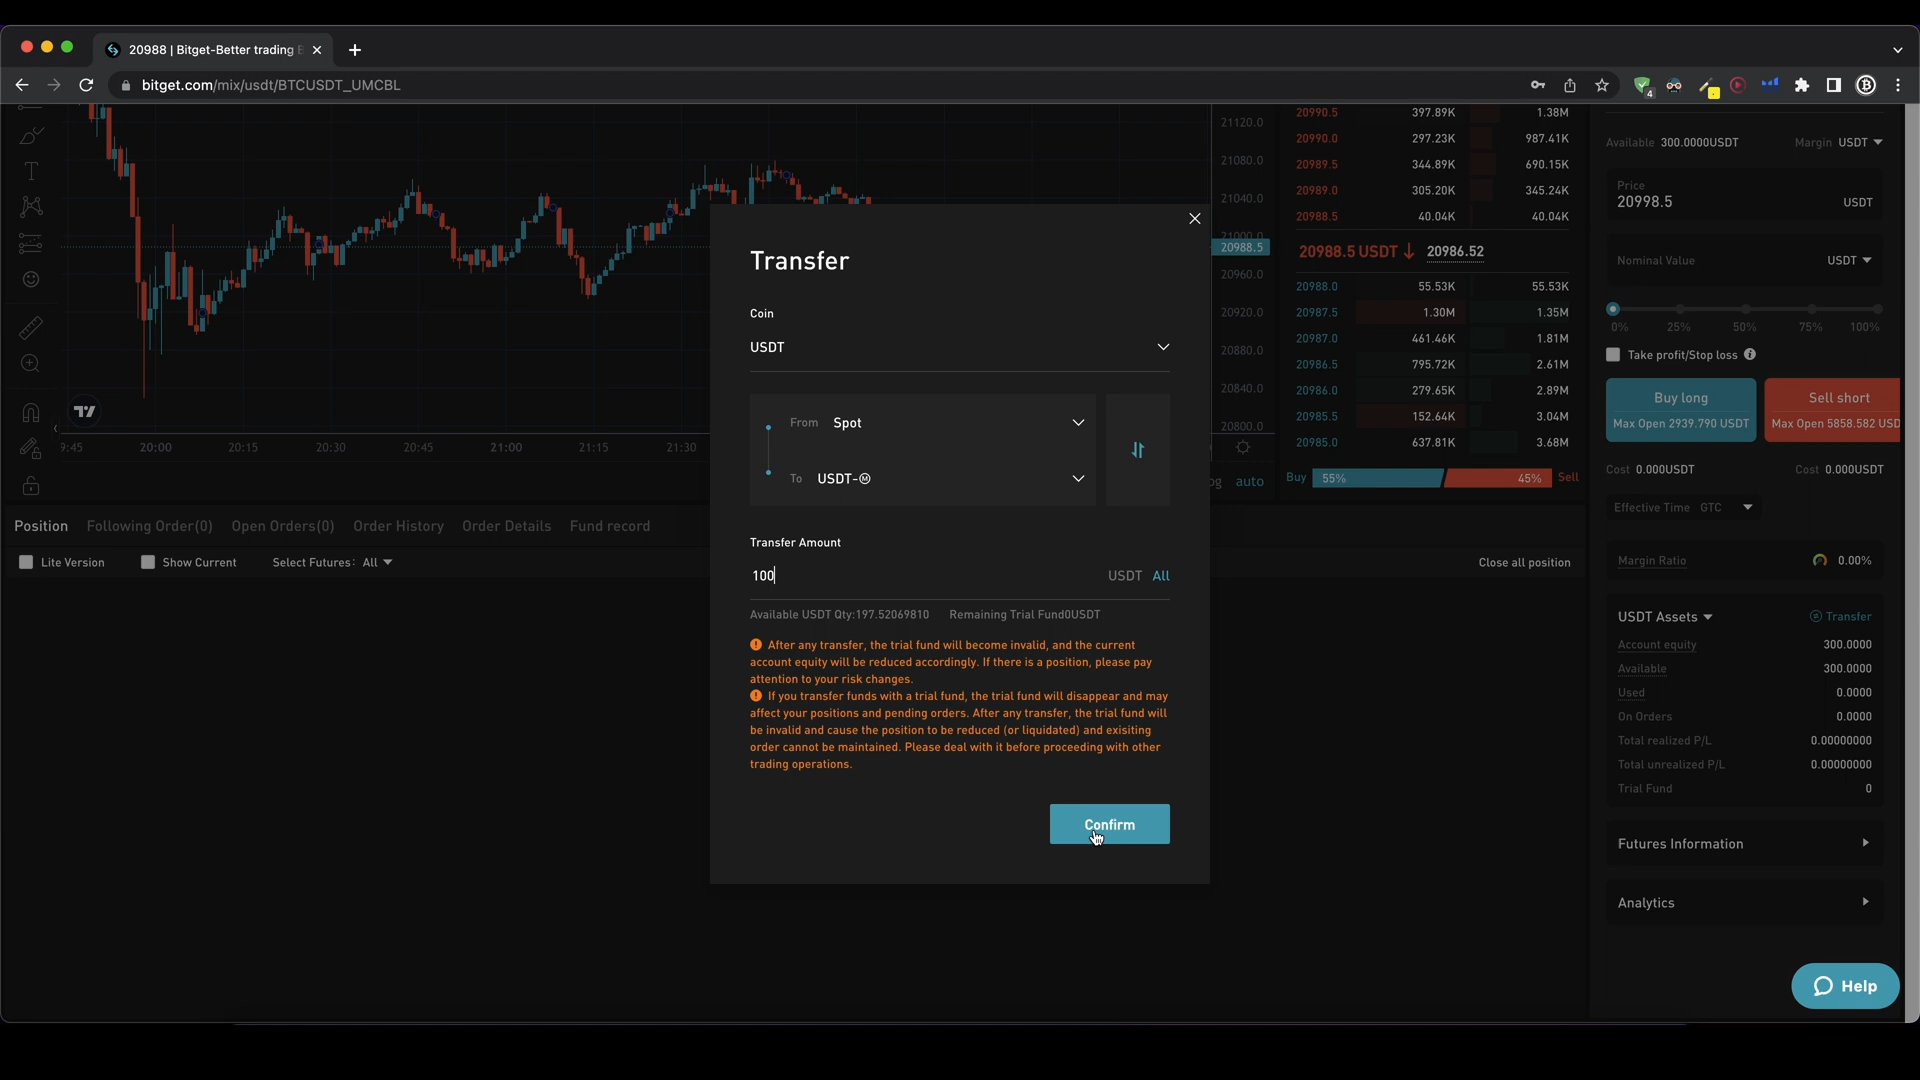 20988 | Bitget-Better trading
bitget.com/mix/usdt/BTCUSDT_UMCBL
4
21120.0
21080.0
21040.0
21000.0
20988.5
20960.0
20920.0
20880.0
20840.0
20800.0
9:45 20:00 20:15 20:30 20:45 21:00 21:15 21:30
og auto
20990.5 397.89K 1.38M
20990.0 297.23K 987.41K
20989.5 344.89K 690.15K
20989.0 305.20K 345.24K
20988.5 40.04K 40.04K
20988.5 USDT 20986.52
20988.0 55.53K 55.53K
20987.5 1.30M 1.35M
20987.0 461.46K 1.81M
20986.5 795.72K 2.61M
20986.0 279.65K 2.89M
20985.5 152.64K 3.04M
20985.0 637.81K 3.68M
Buy 55% 45% Sell
Available 300.0000USDT Margin USDT
Price
20998.5 USDT
Nominal Value USDT
0% 25% 50% 75% 100%
Take profit/Stop loss
Buy long
Max Open 2939.790 USDT
Sell short
Max Open 5858.582 USD
Cost 0.000USDT Cost 0.000USDT
Effective Time GTC
Margin Ratio 0.00%
USDT Assets Transfer
Account equity 300.0000
Available 300.0000
Used 0.0000
On Orders 0.0000
Total realized P/L 0.00000000
Total unrealized P/L 0.00000000
Trial Fund 0
Futures Information
Analytics
Help
Position Following Order(0) Open Orders(0) Order History Order Details Fund record
Lite Version Show Current Select Futures: All Close all position
Transfer
Coin
USDT
From Spot
To USDT-Ⓜ
Transfer Amount
100 USDT All
Available USDT Qty:197.52069810 Remaining Trial Fund0USDT
After any transfer, the trial fund will become invalid, and the current
account equity will be reduced accordingly. If there is a position, please pay
attention to your risk changes.
If you transfer funds with a trial fund, the trial fund will disappear and may
affect your positions and pending orders. After any transfer, the trial fund will
be invalid and cause the position to be reduced (or liquidated) and exisiting
order cannot be maintained. Please deal with it before proceeding with other
trading operations.
Confirm